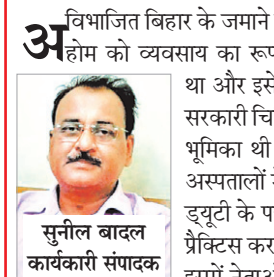 अविभाजित बिहार के जमाने
होम को व्यवसाय का रूप
था और इसे
सरकारी चि
भूमिका थी
अस्पतालों
ड्यूटी के प
प्रैक्टिस कर
सुनील बादल
कार्यकारी संपादक